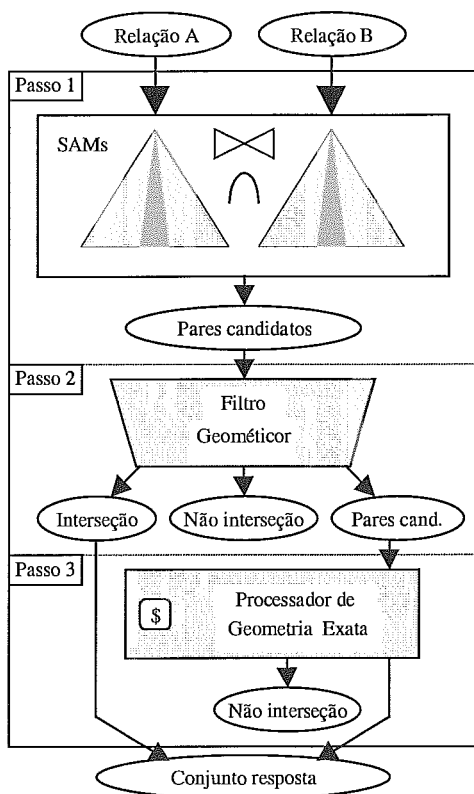 Relação A
Relação B
Passo 1
SAMs
Pares candidatos
Passo 2
Filtro
Geométicor
Interseção
Não interseção
Pares cand.
Passo 3
$
Processador de
Geometria Exata
Não interseção
Conjunto resposta